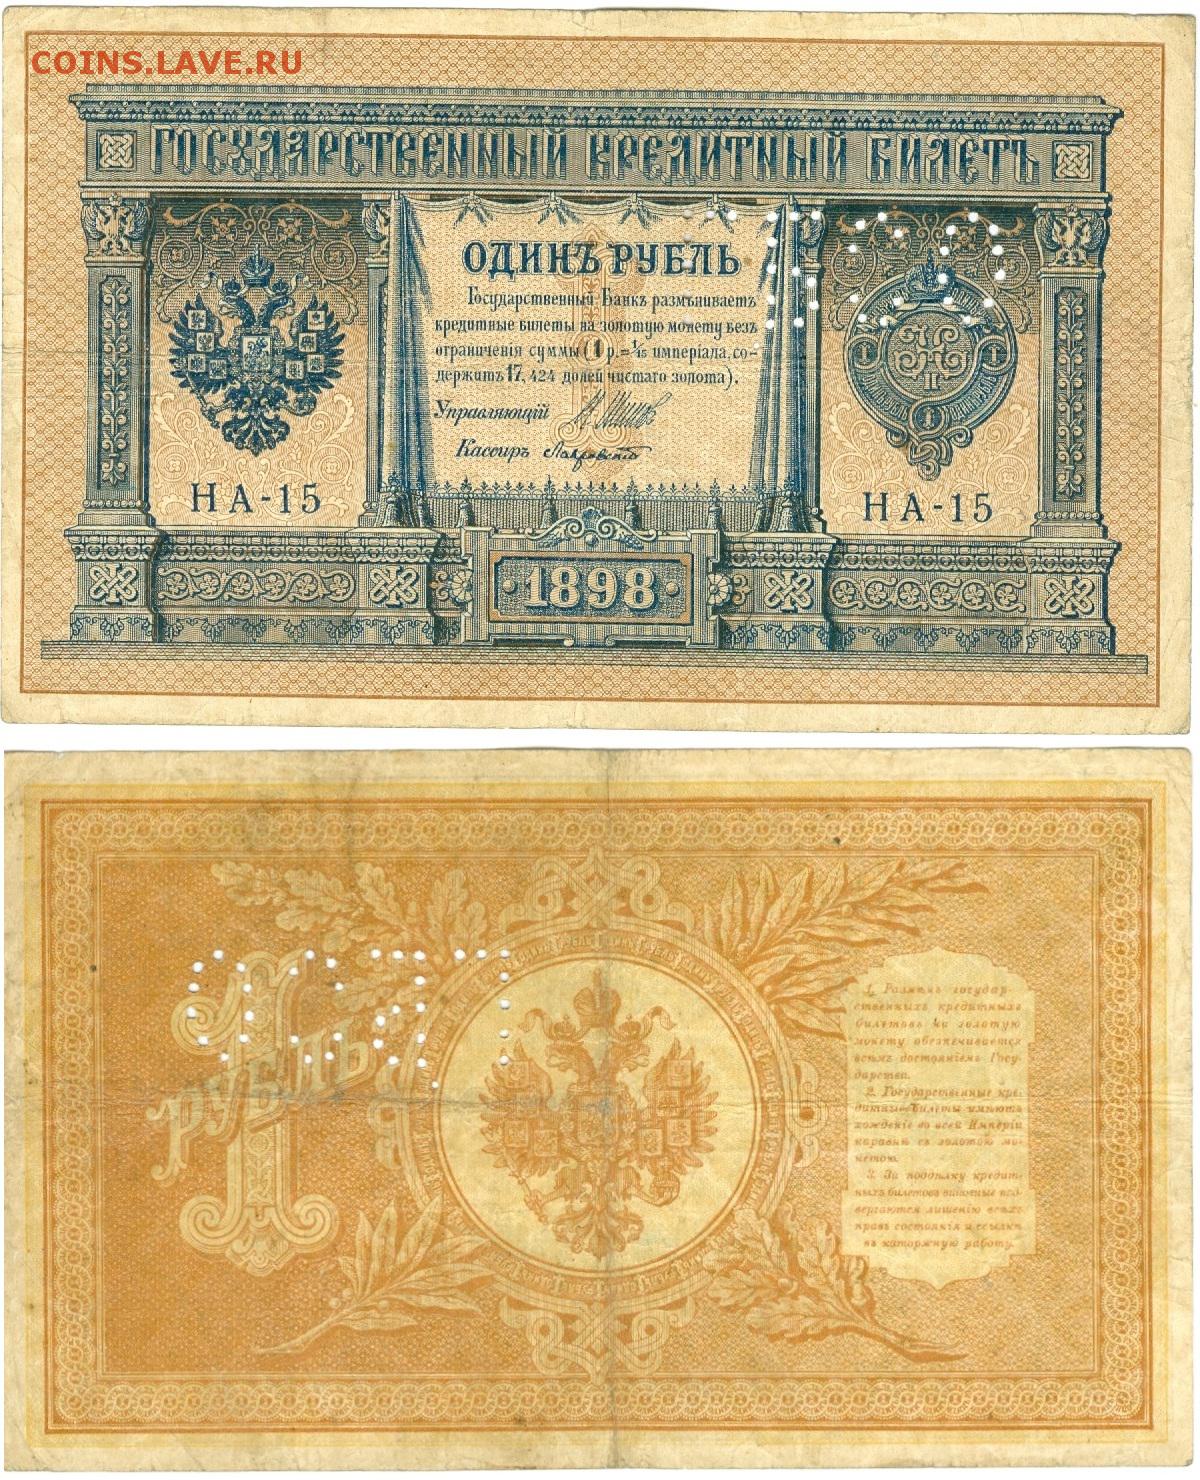 COINS.LAVE.RU
ГОСУДАРСТВЕННЫЙ КРЕДИТНЫЙ БИЛЕТЪ
ОДИНЪ РУБЛЬ
Государственный Банкъ размѣниваетъ
кредитные билеты на золотую монету безъ
ограниченія суммы (1 р.=1/15 имперіала, со-
держитъ 17,424 долей чистаго золота).
Управляющій
Кассиръ
НА-15
НА-15
1898
1
РУБЛЬ
1. Размѣнъ государ-
ственныхъ кредитныхъ
билетовъ на золотую
монету обезпечивается
всѣмъ достояніемъ Госу-
дарства.
2. Государственные кре-
дитные билеты имѣютъ
хожденіе во всей Имперіи
наравнѣ съ золотою мо-
нетою.
3. За поддѣлку кредит-
ныхъ билетовъ виновные под-
вергаются лишенію всѣхъ
правъ состоянія и ссылкѣ
въ каторжную работу.